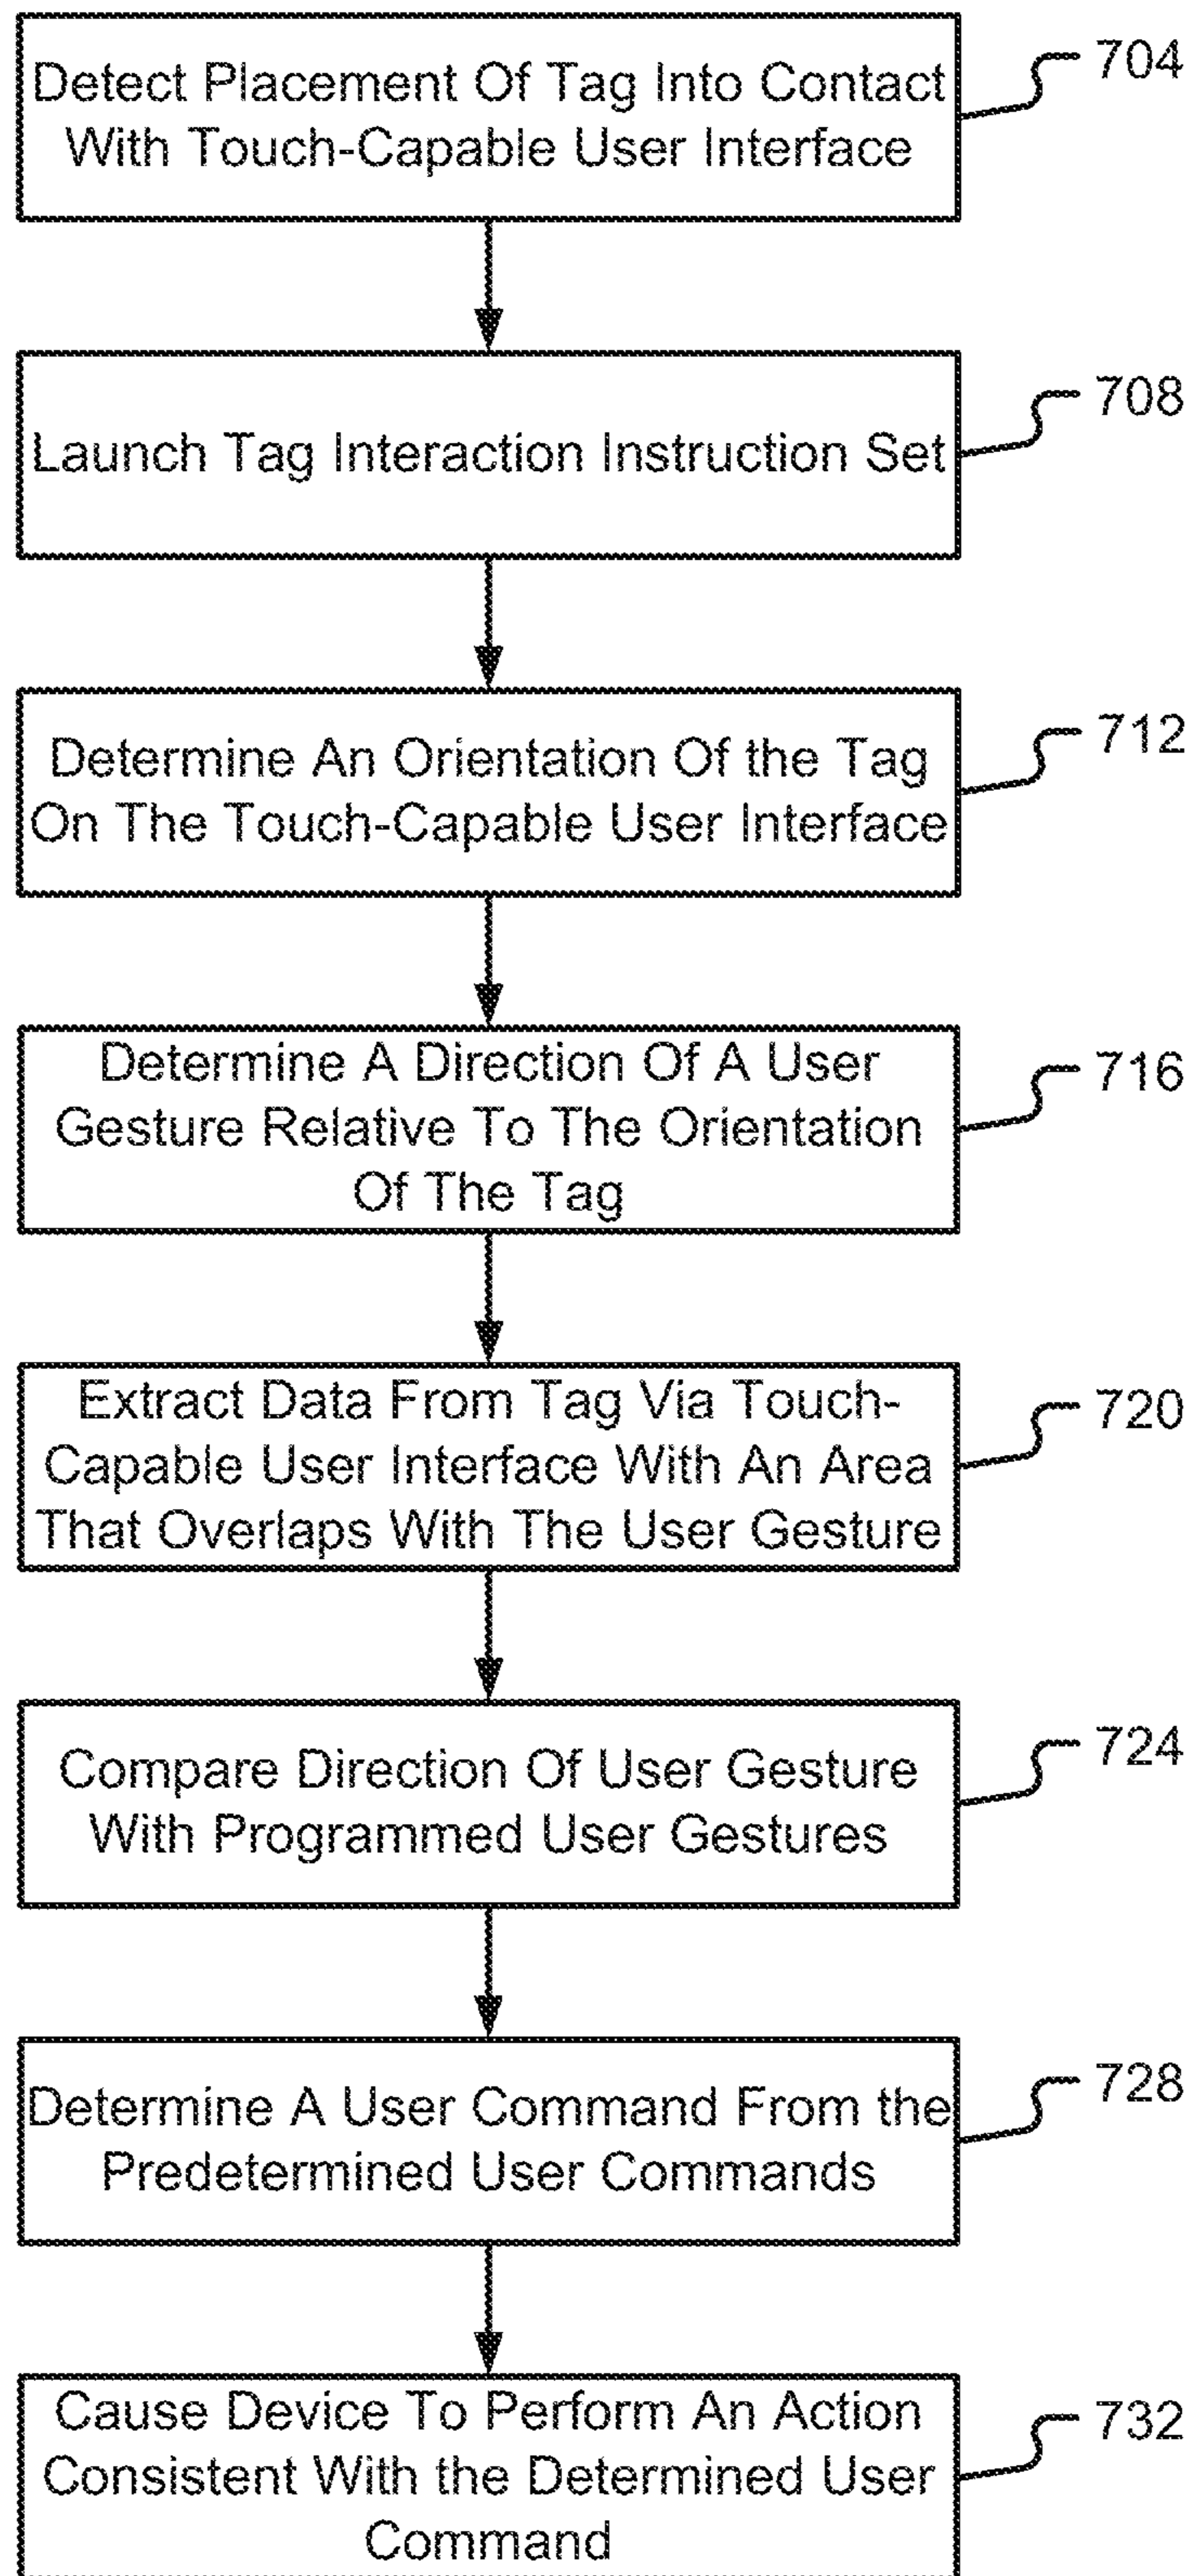 Detect Placement Of Tag Into Contact
With Touch-Capable User Interface
704
Launch Tag Interaction Instruction Set
708
Determine An Orientation Of the Tag
On The Touch-Capable User Interface
712
Determine A Direction Of A User
Gesture Relative To The Orientation
Of The Tag
716
Extract Data From Tag Via Touch-
Capable User Interface With An Area
That Overlaps With The User Gesture
720
Compare Direction Of User Gesture
With Programmed User Gestures
724
Determine A User Command From the
Predetermined User Commands
728
Cause Device To Perform An Action
Consistent With the Determined User
Command
732